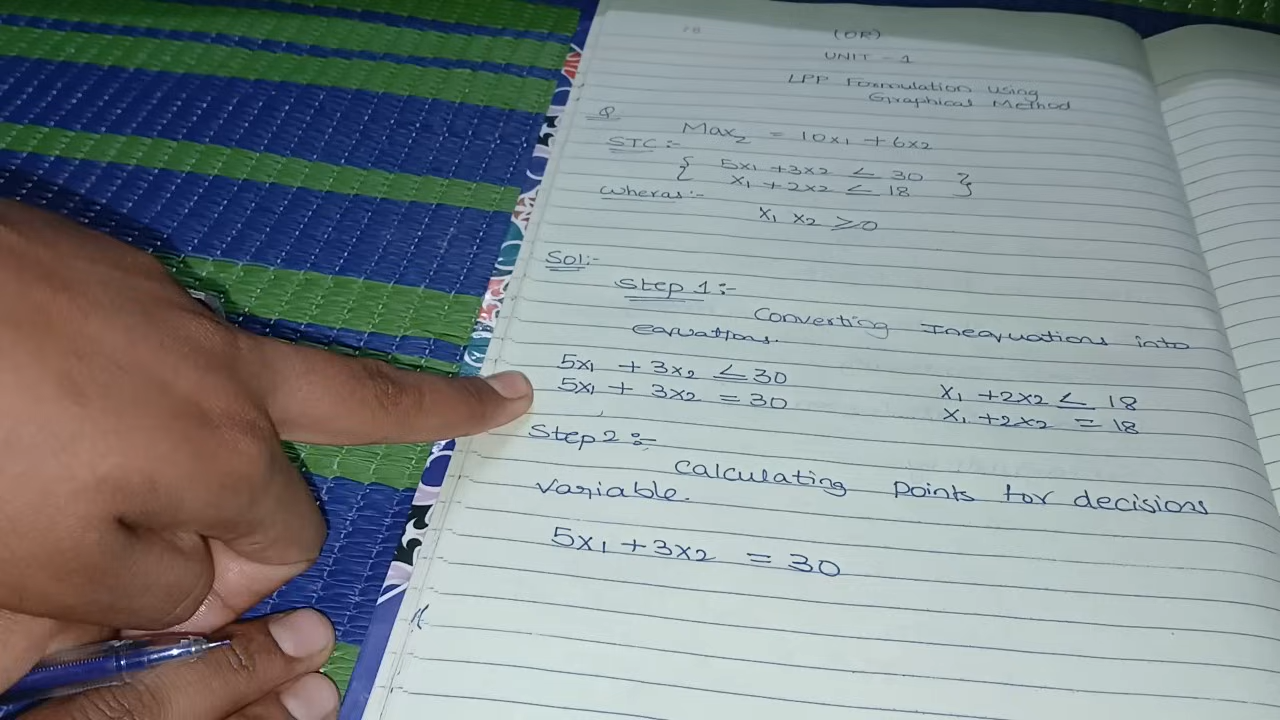 (OR)
UNIT - 1
LPP Formulation using
Graphical Method
Q
Max z = 10x1 + 6x2
STC :-
{ 5x1 + 3x2 ≤ 30
x1 + 2x2 ≤ 18 }
wheras :-
x1 x2 ≥ 0
Sol:-
Step 1 :-
Converting Inequations into
equations.
5x1 + 3x2 ≤ 30
5x1 + 3x2 = 30
x1 + 2x2 ≤ 18
x1 + 2x2 = 18
Step 2 :-
Calculating points for decisions
variable.
5x1 + 3x2 = 30